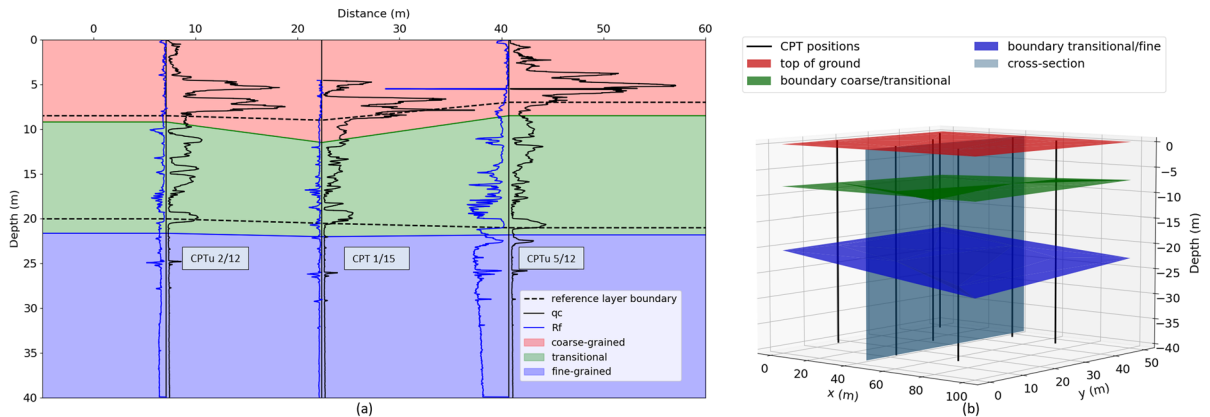 Distance (m)
0 10 20 30 40 50 60
Depth (m)
0
5
10
15
20
25
30
35
40
CPTu 2/12
CPT 1/15
CPTu 5/12
reference layer boundary
qc
Rf
coarse-grained
transitional
fine-grained
(a)
CPT positions
top of ground
boundary coarse/transitional
boundary transitional/fine
cross-section
0
−5
−10
−15
−20
−25
−30
−35
−40
Depth (m)
0 20 40 60 80 100
x (m)
0 10 20 30 40 50
y (m)
(b)